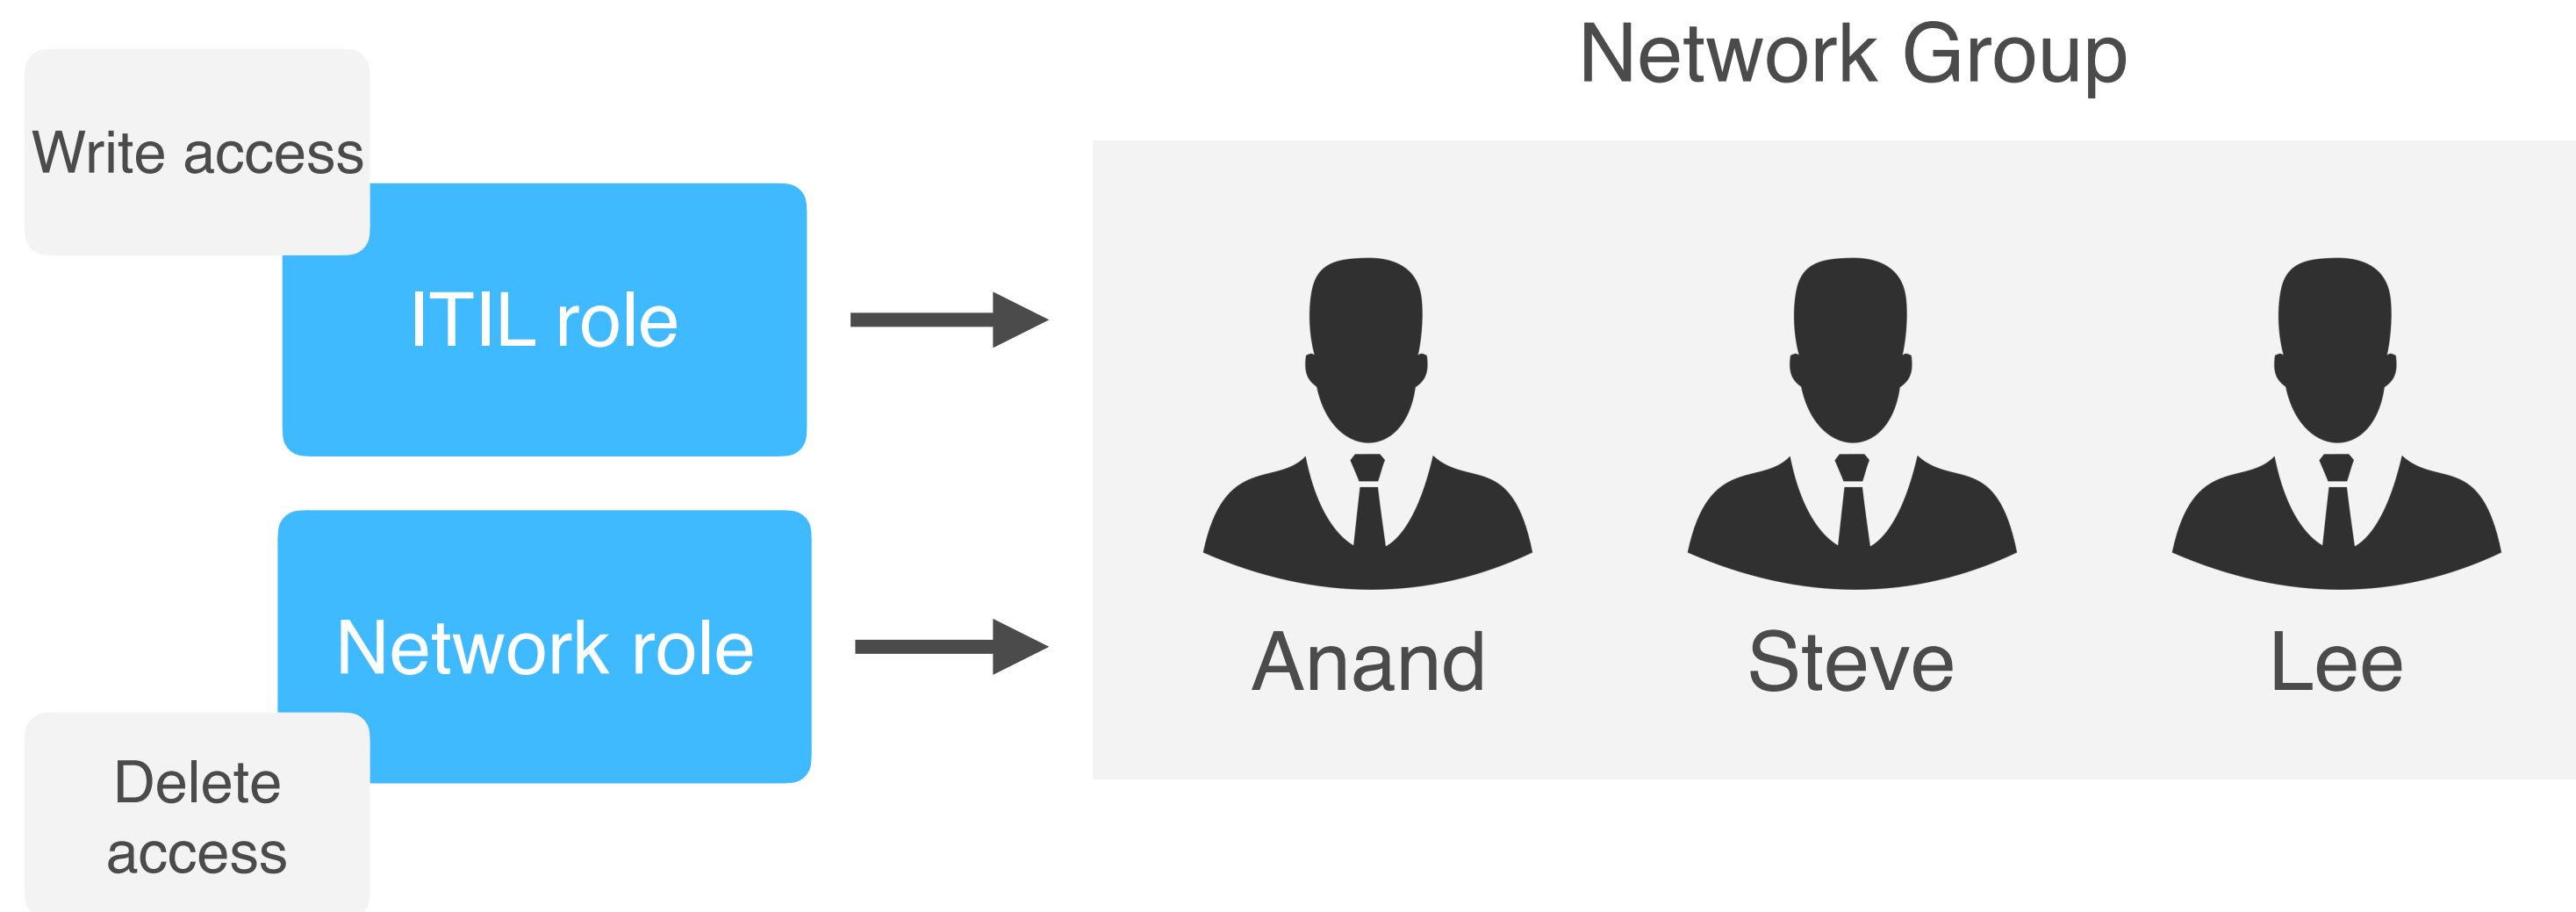 Network Group
Write access
ITIL role
Network role
Anand
Steve
Lee
Delete
access